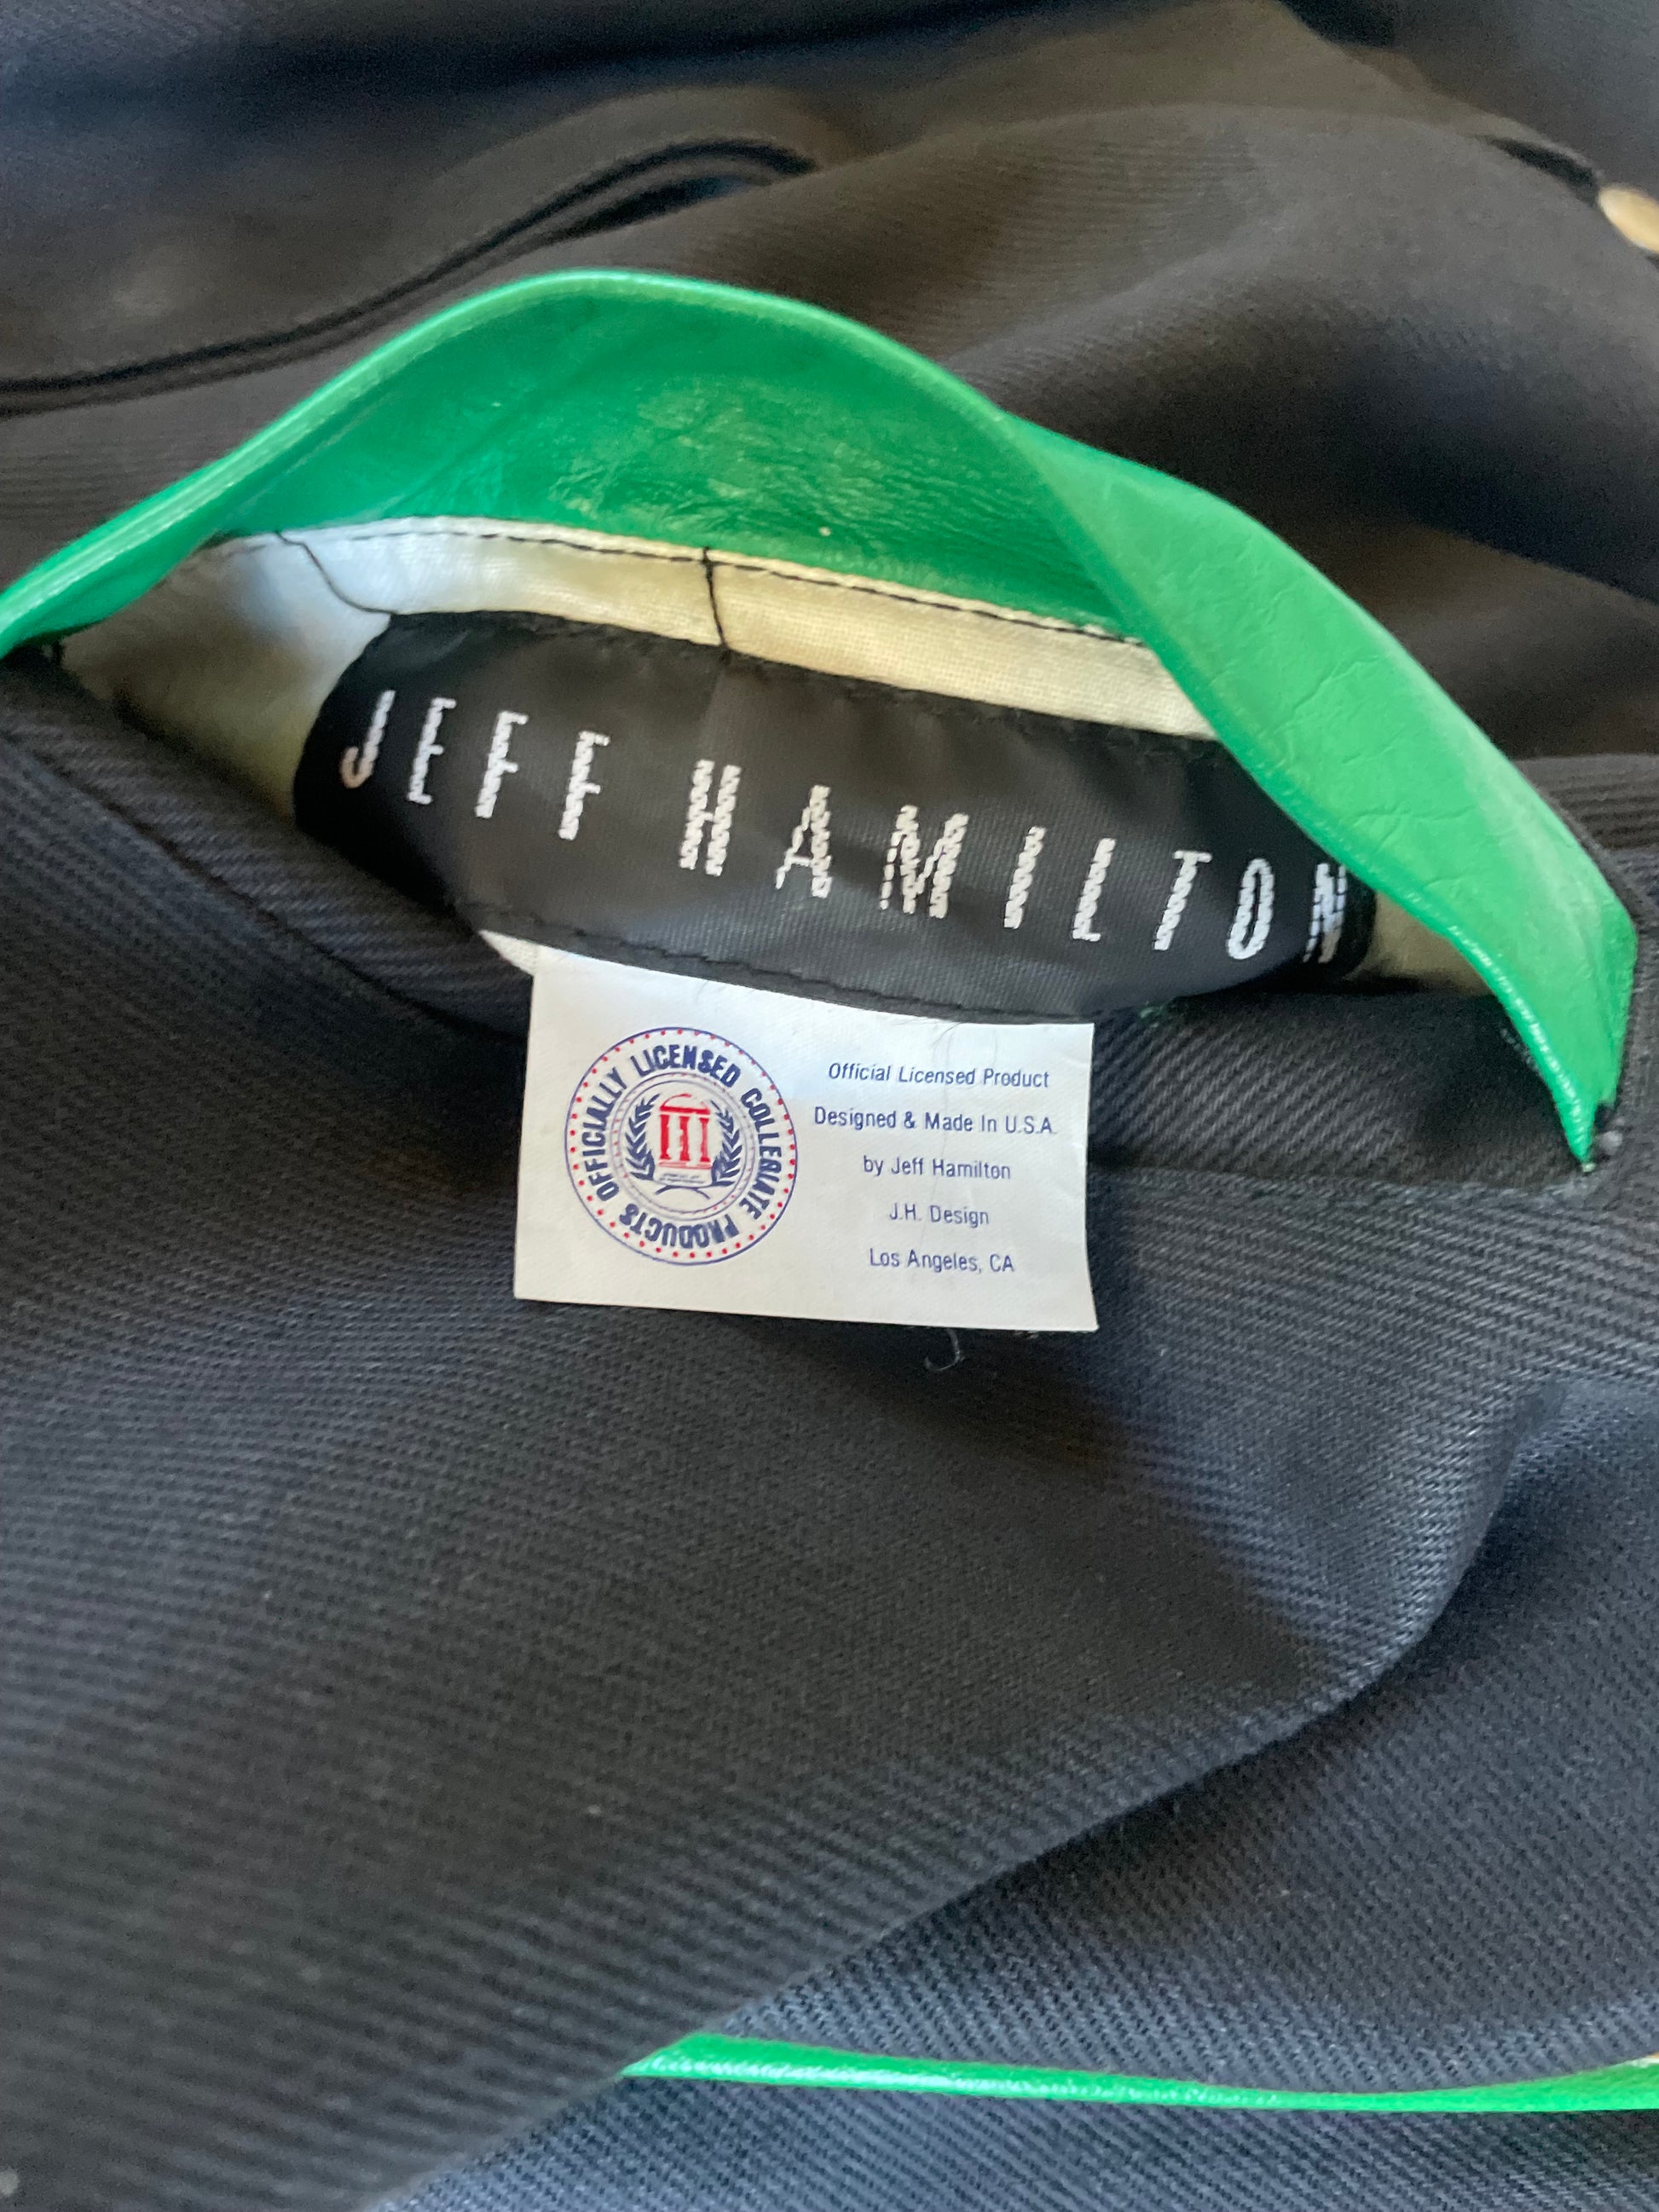 JEFF HAMILTON
OFFICIALLY LICENSED COLLEGIATE PRODUCTS
Official Licensed Product
Designed & Made In U.S.A.
by Jeff Hamilton
J.H. Design
Los Angeles, CA